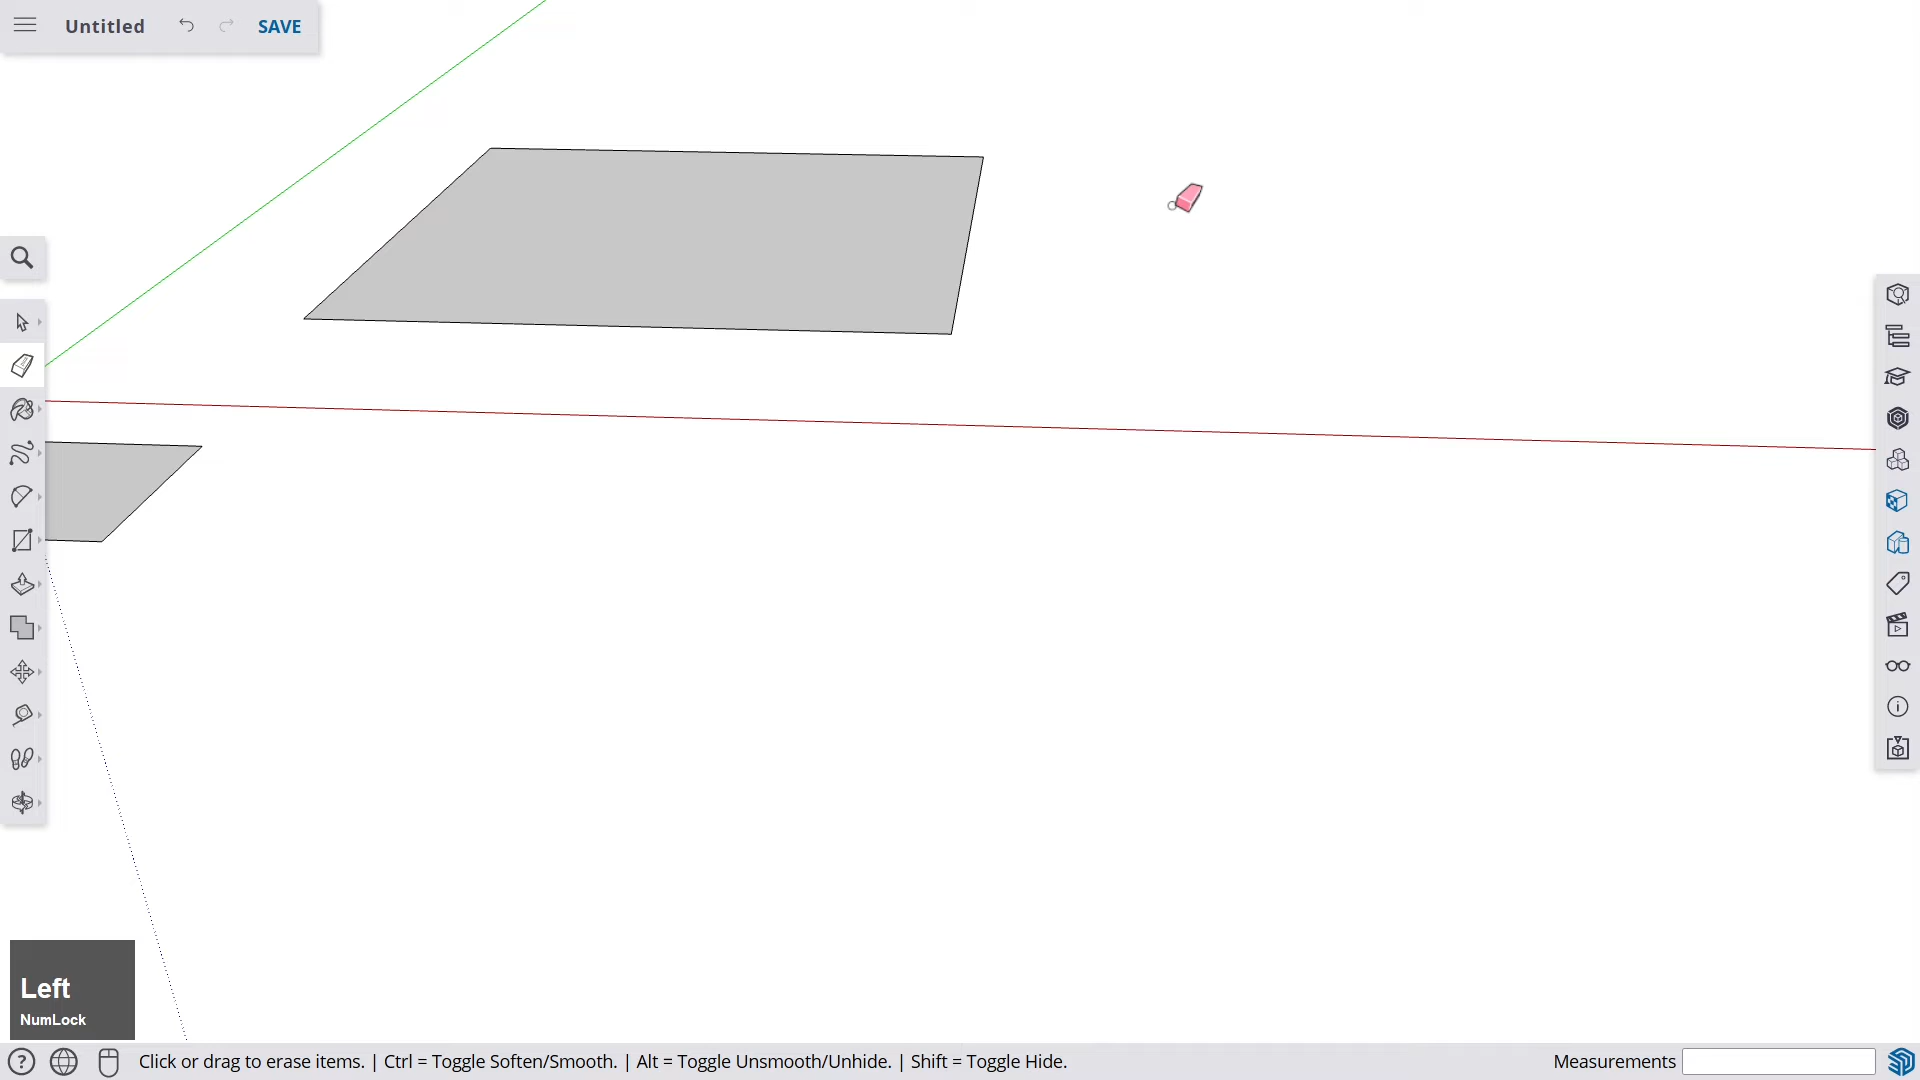 Untitled
SAVE
Left
NumLock
Click or drag to erase items. | Ctrl = Toggle Soften/Smooth. | Alt = Toggle Unsmooth/Unhide. | Shift = Toggle Hide.
Measurements